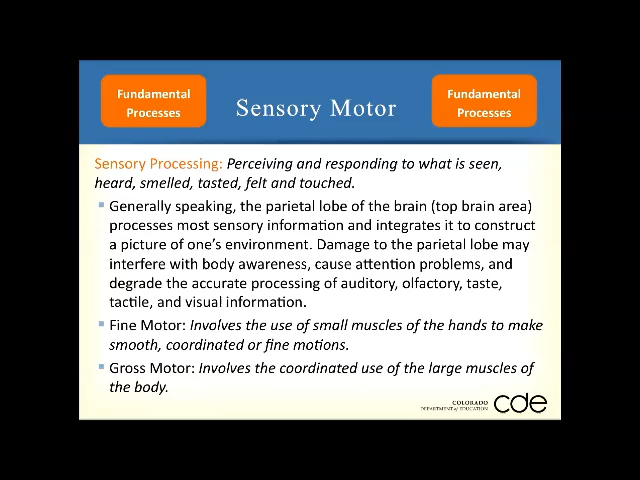 Fundamental
Processes
Sensory Motor
Fundamental
Processes
Sensory Processing: Perceiving and responding to what is seen,
heard, smelled, tasted, felt and touched.
Generally speaking, the parietal lobe of the brain (top brain area)
processes most sensory information and integrates it to construct
a picture of one's environment. Damage to the parietal lobe may
interfere with body awareness, cause attention problems, and
degrade the accurate processing of auditory, olfactory, taste,
tactile, and visual information.
Fine Motor: Involves the use of small muscles of the hands to make
smooth, coordinated or fine motions.
Gross Motor: Involves the coordinated use of the large muscles of
the body.
COLORADO
DEPARTMENT of EDUCATION
cde